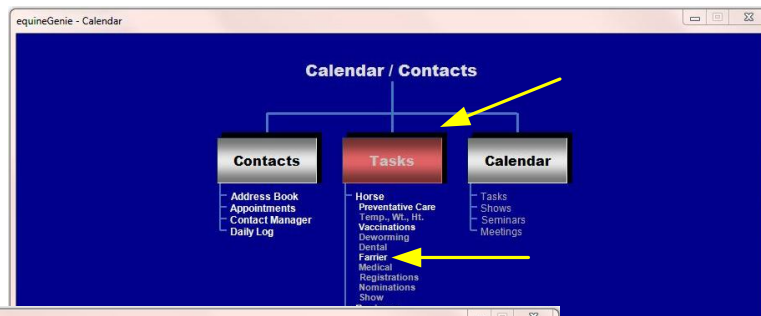 equineGenie - Calendar
Calendar / Contacts
Contacts
Tasks
Calendar
Address Book
Appointments
Contact Manager
Daily Log
Horse
Preventative Care
Temp., Wt., Ht.
Vaccinations
Deworming
Dental
Farrier
Medical
Registrations
Nominations
Show
Tasks
Shows
Seminars
Meetings